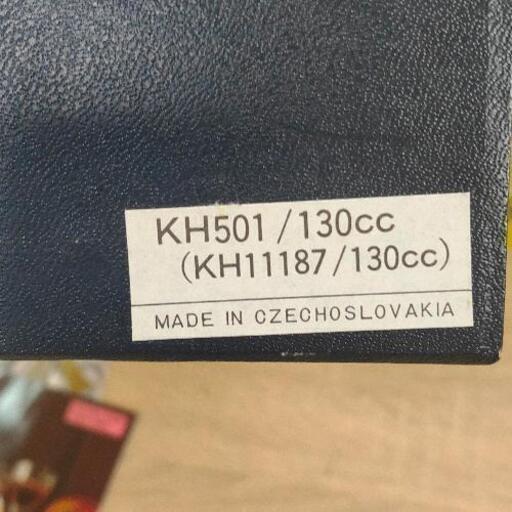 KH501/130cc
(KH11187/130cc)
MADE IN CZECHOSLOVAKIA